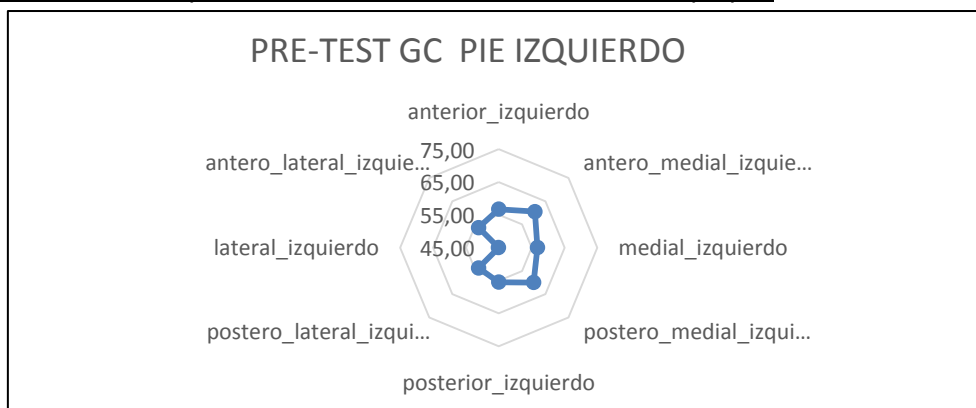 PRE-TEST GC PIE IZQUIERDO
anterior_izquierdo
75,00
antero_lateral_izquie...
antero_medial_izquie...
65,00
55,00
lateral_izquierdo
45,00
medial_izquierdo
postero_lateral_izqui...
postero_medial_izqui...
posterior_izquierdo